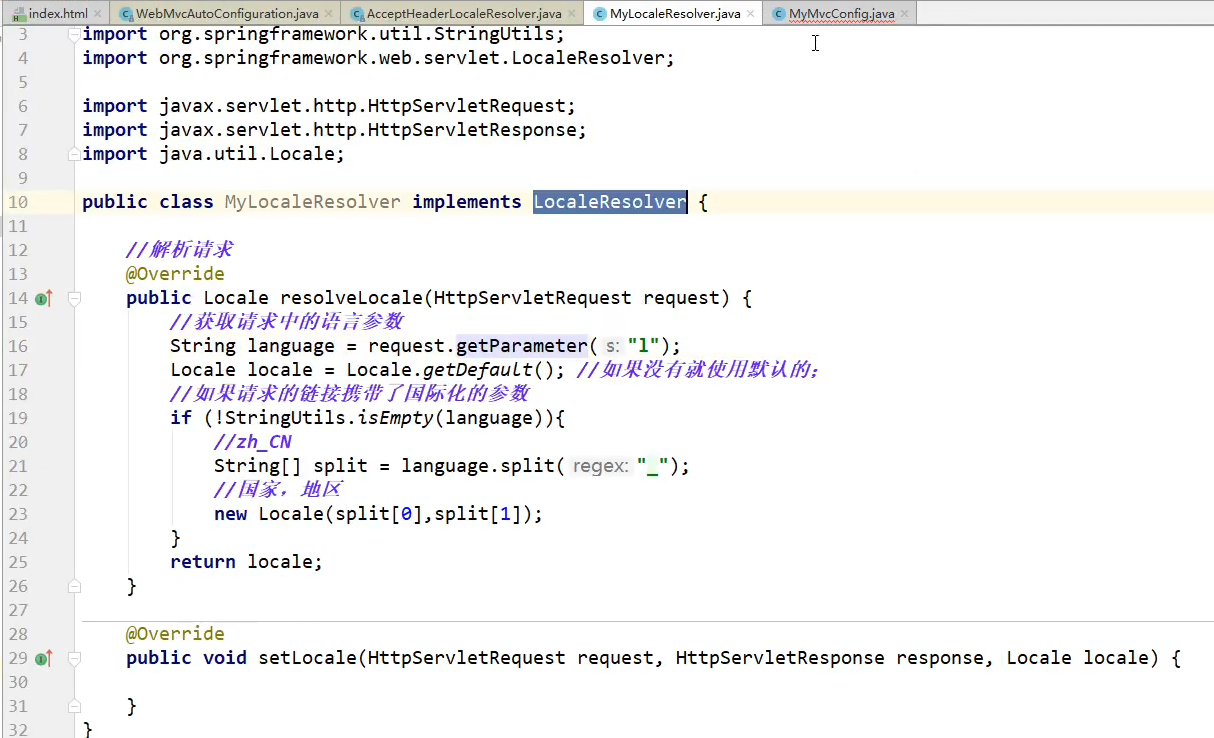 index.html WebMvcAutoConfiguration.java AcceptHeaderLocaleResolver.java MyLocaleResolver.java MyMvcConfig.java
3 import org.springframework.util.StringUtils;
4 import org.springframework.web.servlet.LocaleResolver;
5
6 import javax.servlet.http.HttpServletRequest;
7 import javax.servlet.http.HttpServletResponse;
8 import java.util.Locale;
9
10 public class MyLocaleResolver implements LocaleResolver {
11
12 //解析请求
13 @Override
14 public Locale resolveLocale(HttpServletRequest request) {
15 //获取请求中的语言参数
16 String language = request.getParameter( s: "l");
17 Locale locale = Locale.getDefault(); //如果没有就使用默认的;
18 //如果请求的链接携带了国际化的参数
19 if (!StringUtils.isEmpty(language)){
20 //zh_CN
21 String[] split = language.split( regex: "_");
22 //国家，地区
23 new Locale(split[0],split[1]);
24 }
25 return locale;
26 }
27
28 @Override
29 public void setLocale(HttpServletRequest request, HttpServletResponse response, Locale locale) {
30
31 }
32 }